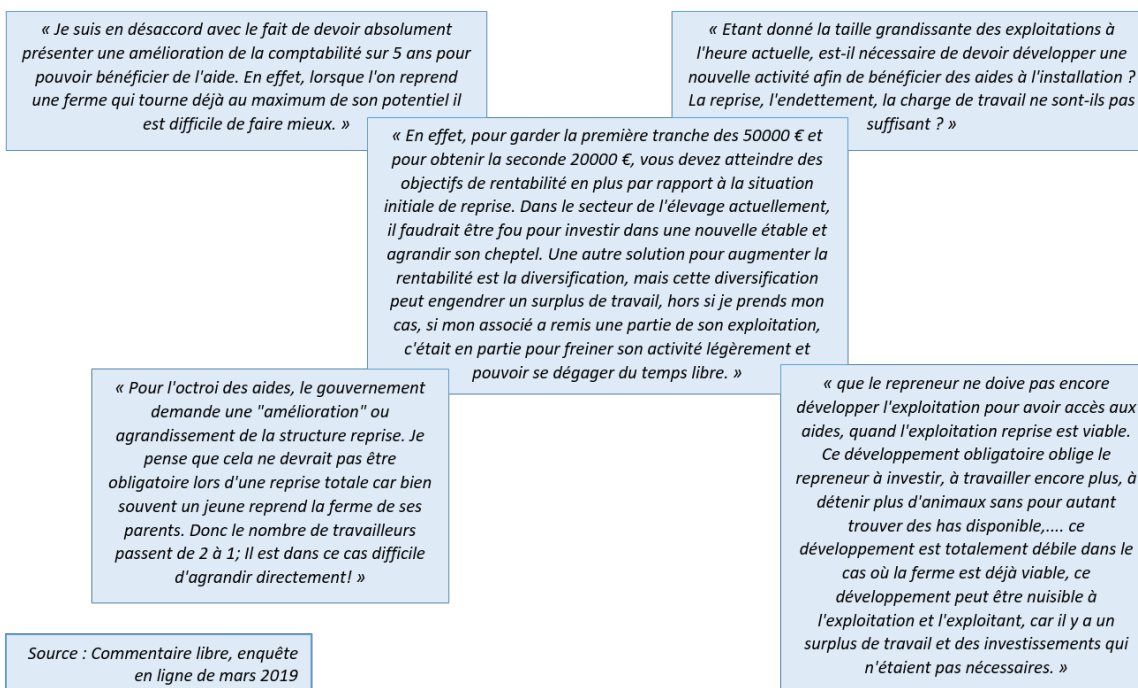 « Je suis en désaccord avec le fait de devoir absolument
présenter une amélioration de la comptabilité sur 5 ans pour
pouvoir bénéficier de l'aide. En effet, lorsque l'on reprend
une ferme qui tourne déjà au maximum de son potentiel il
est difficile de faire mieux. »
« Etant donné la taille grandissante des exploitations à
l'heure actuelle, est-il nécessaire de devoir développer une
nouvelle activité afin de bénéficier des aides à l'installation ?
La reprise, l'endettement, la charge de travail ne sont-ils pas
suffisant ? »
« En effet, pour garder la première tranche des 50000 € et
pour obtenir la seconde 20000 €, vous devez atteindre des
objectifs de rentabilité en plus par rapport à la situation
initiale de reprise. Dans le secteur de l'élevage actuellement,
il faudrait être fou pour investir dans une nouvelle étable et
agrandir son cheptel. Une autre solution pour augmenter la
rentabilité est la diversification, mais cette diversification
peut engendrer un surplus de travail, hors si je prends mon
cas, si mon associé a remis une partie de son exploitation,
c'était en partie pour freiner son activité légèrement et
pouvoir se dégager du temps libre. »
« Pour l'octroi des aides, le gouvernement
demande une "amélioration" ou
agrandissement de la structure reprise. Je
pense que cela ne devrait pas être
obligatoire lors d'une reprise totale car bien
souvent un jeune reprend la ferme de ses
parents. Donc le nombre de travailleurs
passent de 2 à 1; Il est dans ce cas difficile
d'agrandir directement! »
« que le repreneur ne doive pas encore
développer l'exploitation pour avoir accès aux
aides, quand l'exploitation reprise est viable.
Ce développement obligatoire oblige le
repreneur à investir, à travailler encore plus, à
détenir plus d'animaux sans pour autant
trouver des has disponible,.... ce
développement est totalement débile dans le
cas où la ferme est déjà viable, ce
développement peut être nuisible à
l'exploitation et l'exploitant, car il y a un
surplus de travail et des investissements qui
n'étaient pas nécessaires. »
Source : Commentaire libre, enquête
en ligne de mars 2019